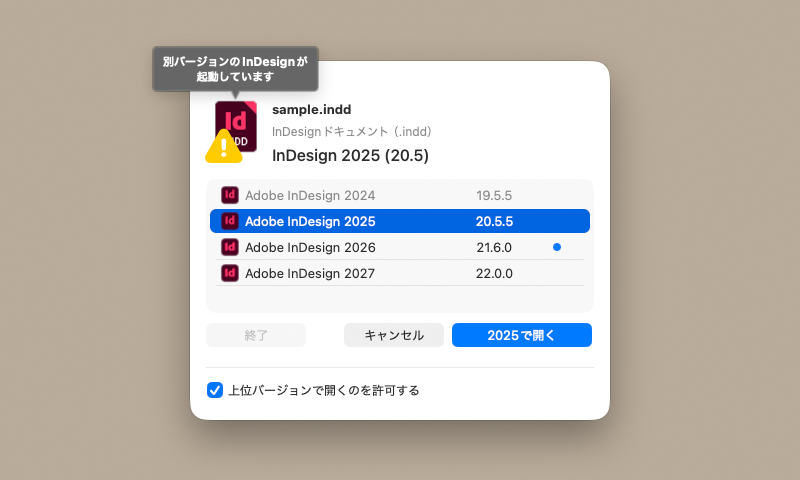 別バージョンのInDesignが
起動しています
Id
DD
sample.indd
InDesignドキュメント（.indd）
InDesign 2025 (20.5)
Id Adobe InDesign 2024 19.5.5
Id Adobe InDesign 2025 20.5.5
Id Adobe InDesign 2026 21.6.0
Id Adobe InDesign 2027 22.0.0
終了 キャンセル 2025で開く
上位バージョンで開くのを許可する